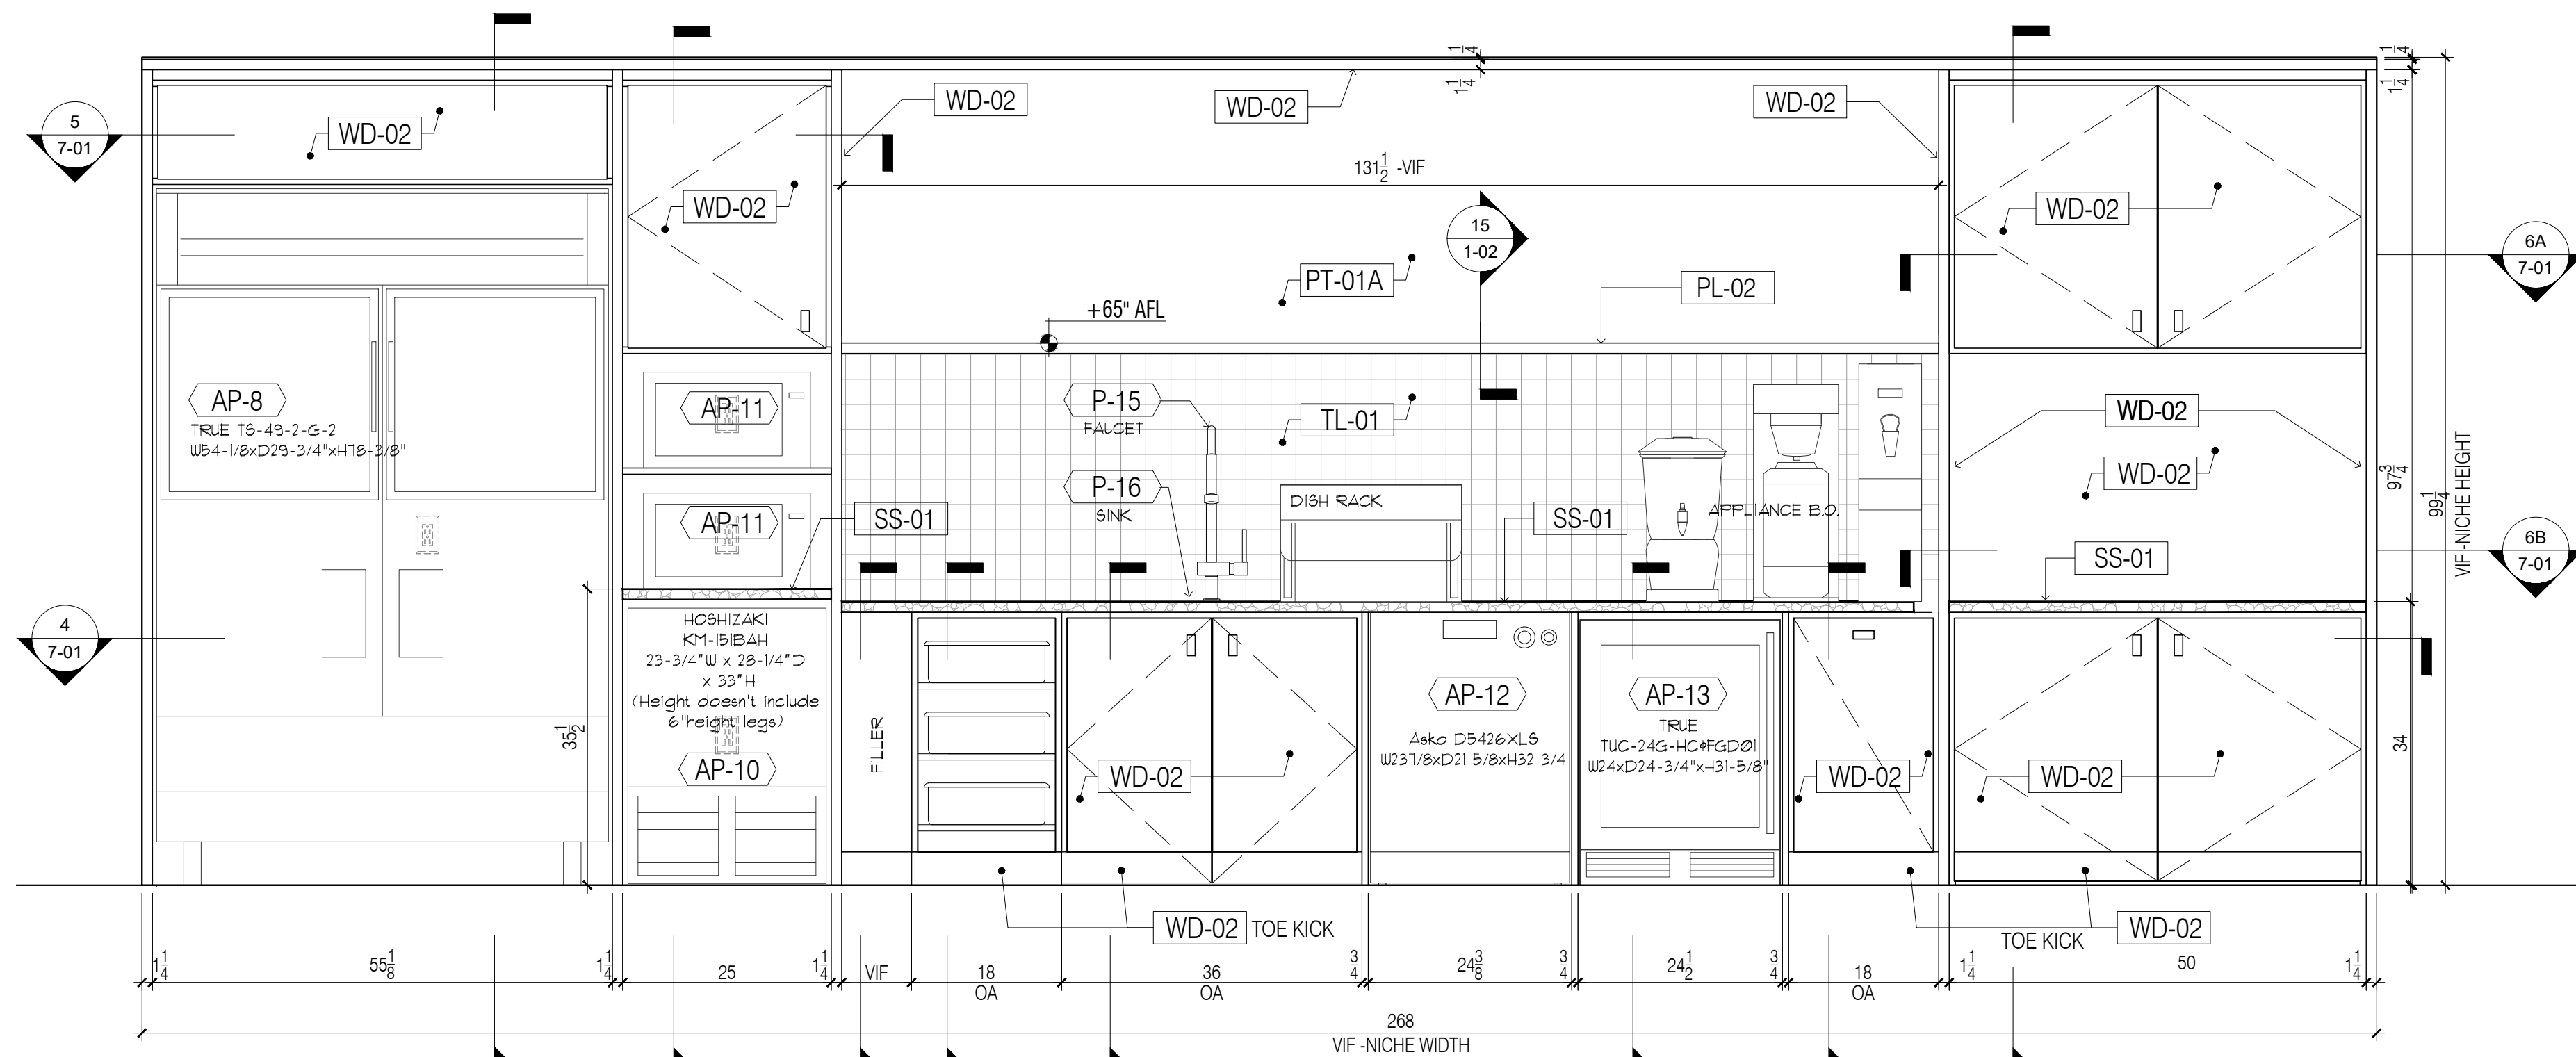 5
7-01
WD-02
WD-02
WD-02
WD-02
WD-02
WD-02
1 1/4
1 1/4
1 1/4
1 1/4
131 1/2 -VIF
15
1-02
PT-01A
PL-02
+65" AFL
6A
7-01
AP-8
TRUE TS-49-2-G-2
W54-1/8xD29-3/4"xH78-3/8"
AP-11
AP-11
P-15
FAUCET
TL-01
P-16
SINK
DISH RACK
SS-01
SS-01
APPLIANCE B.O.
WD-02
WD-02
SS-01
97 3/4
99 1/4
VIF -NICHE HEIGHT
6B
7-01
4
7-01
35 1/2
HOSHIZAKI
KM-151BAH
23-3/4"W x 28-1/4"D
x 33"H
(Height doesn't include
6"height legs)
AP-10
FILLER
WD-02
AP-12
Asko D5426XLS
W237/8xD21 5/8xH32 3/4
AP-13
TRUE
TUC-24G-HC~FGD01
W24xD24-3/4"xH31-5/8"
WD-02
WD-02
34
WD-02 TOE KICK
TOE KICK WD-02
1 1/4
55 1/8
1 1/4
25
1 1/4
VIF
18
OA
36
OA
3/4
24 3/8
3/4
24 1/2
3/4
18
OA
1 1/4
50
1 1/4
268
VIF -NICHE WIDTH